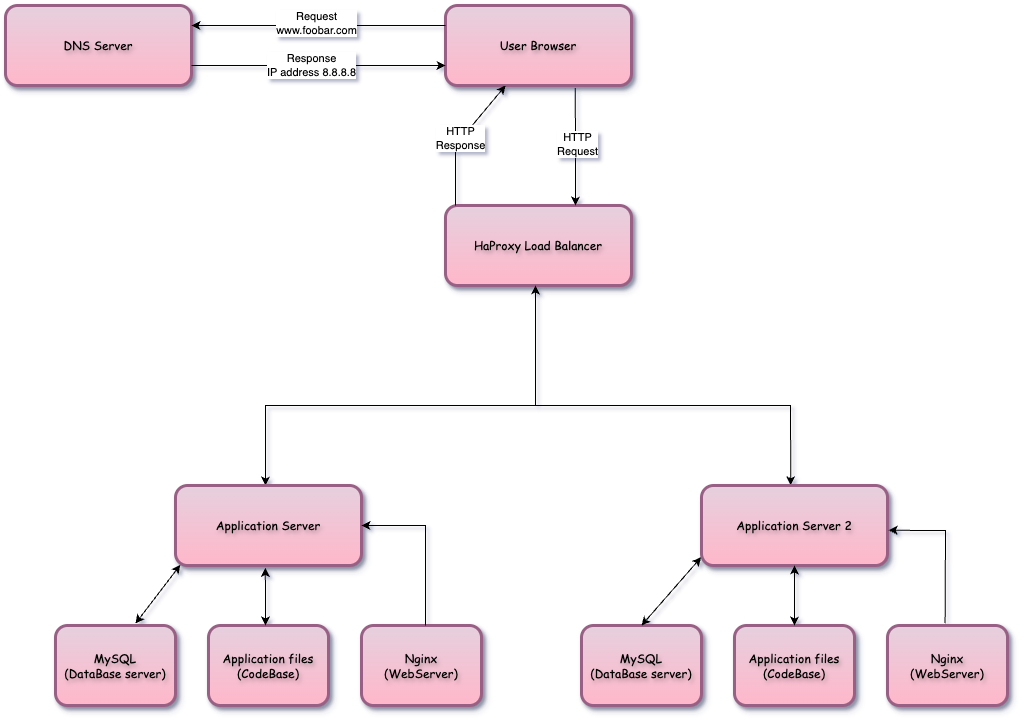 Request
www.foobar.com
DNS Server
User Browser
Response
IP address 8.8.8.8
HTTP
Response
HTTP
Request
HaProxy Load Balancer
Application Server
Application Server 2
MySQL
(DataBase server)
Application files
(CodeBase)
Nginx
(WebServer)
MySQL
(DataBase server)
Application files
(CodeBase)
Nginx
(WebServer)